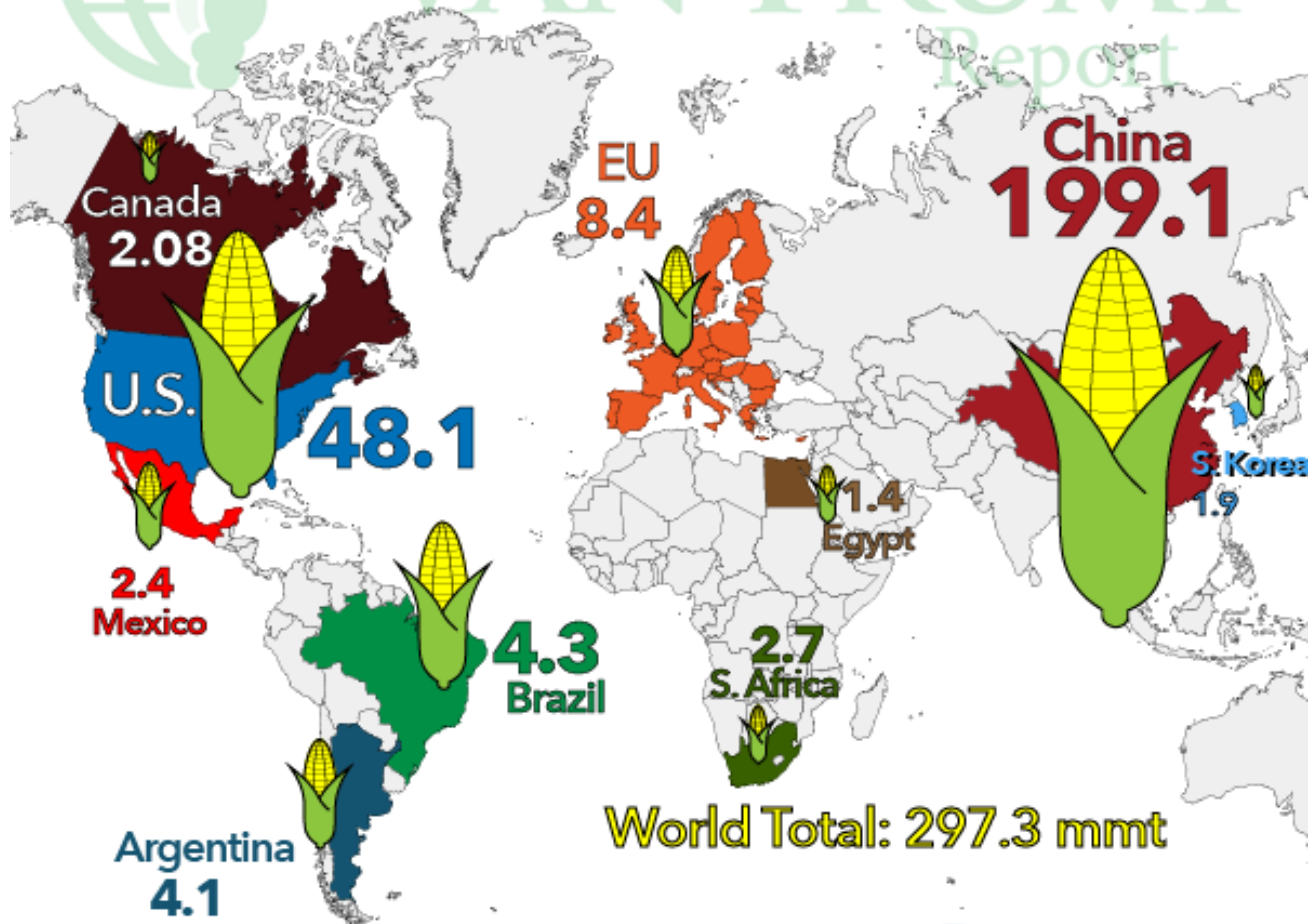 Report
China
199.1
EU
8.4
Canada
2.08
U.S.
48.1
S. Korea
1.9
1.4
Egypt
2.4
Mexico
4.3
Brazil
2.7
S. Africa
World Total: 297.3 mmt
Argentina
4.1